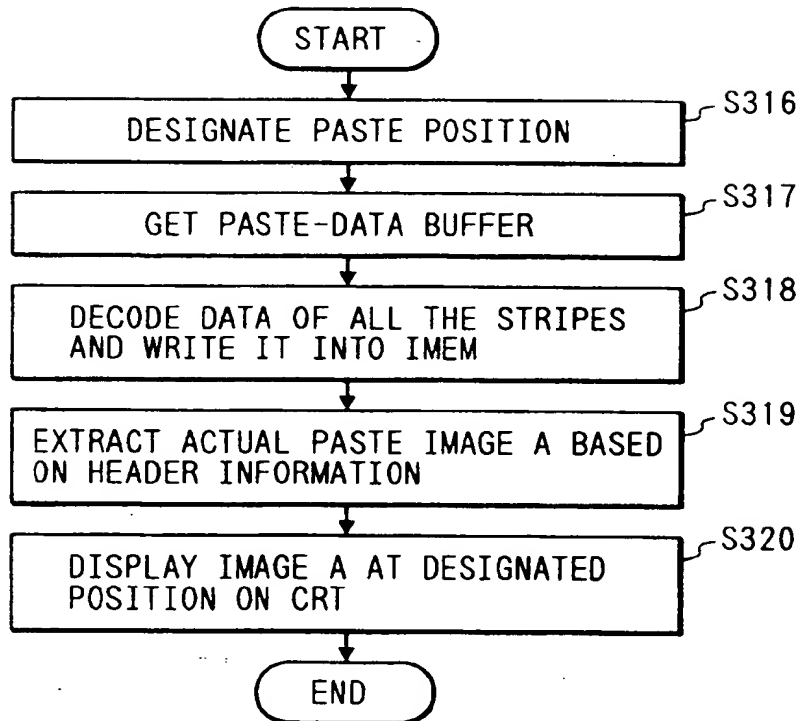 START
DESIGNATE PASTE POSITION
S316
GET PASTE-DATA BUFFER
S317
DECODE DATA OF ALL THE STRIPES
AND WRITE IT INTO IMEM
S318
EXTRACT ACTUAL PASTE IMAGE A BASED
ON HEADER INFORMATION
S319
DISPLAY IMAGE A AT DESIGNATED
POSITION ON CRT
S320
END